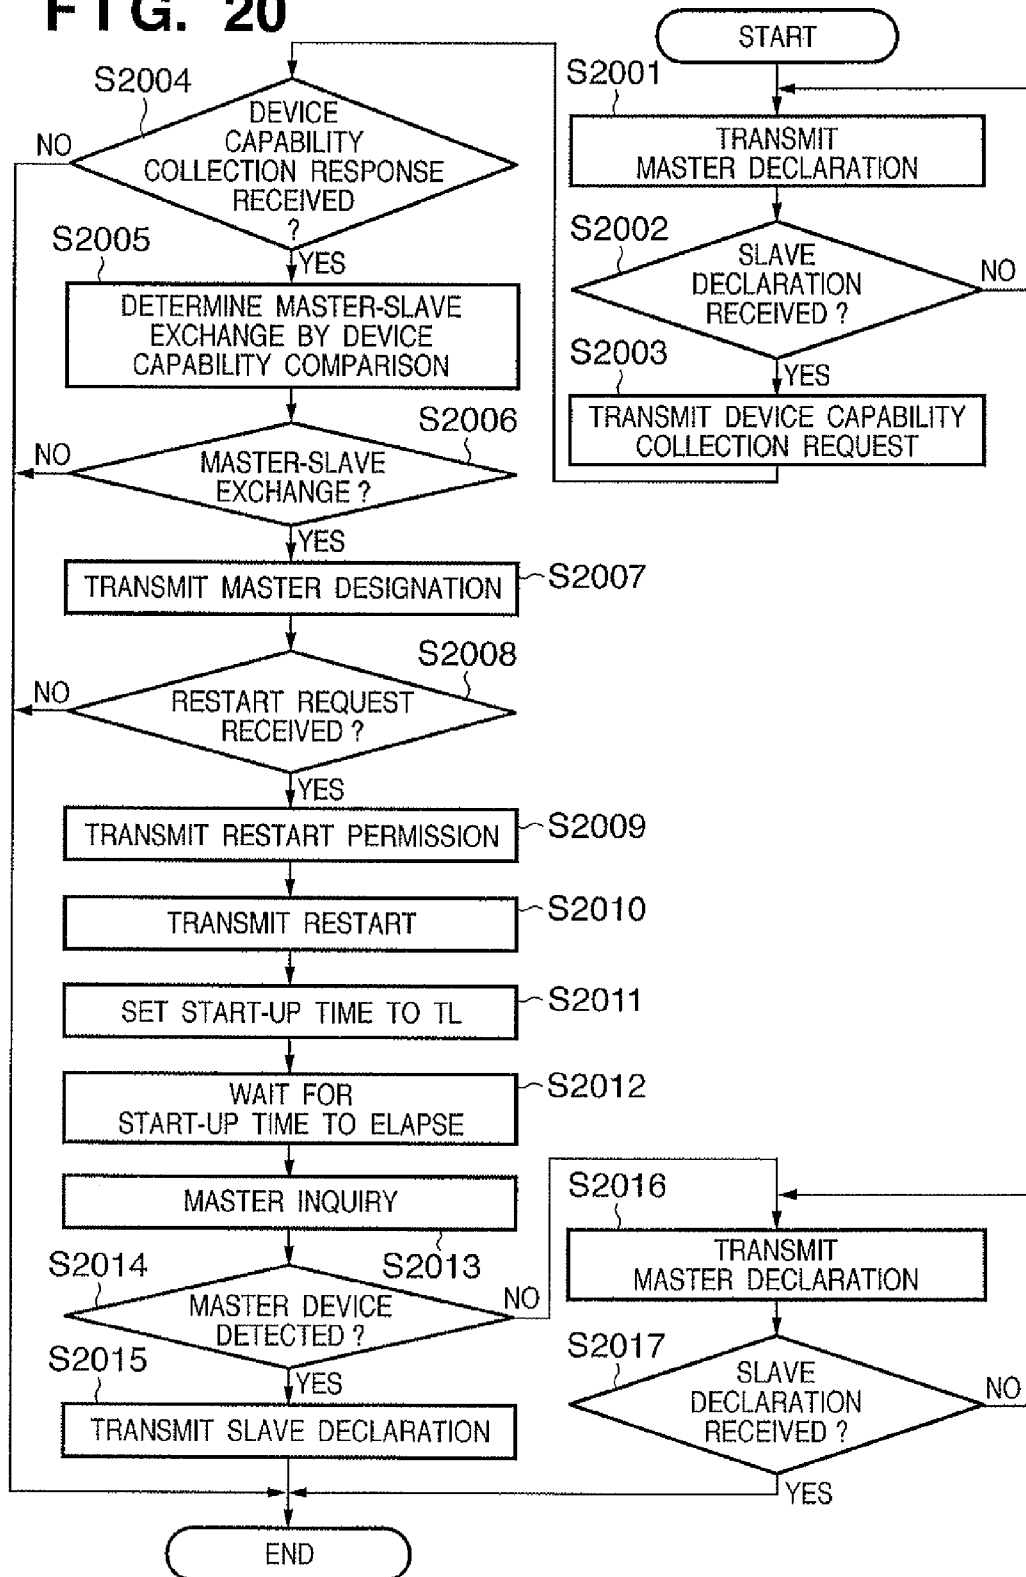 FIG. 20
START
S2001
TRANSMIT
MASTER DECLARATION
S2002
SLAVE
DECLARATION
RECEIVED ?
NO
YES
S2003
TRANSMIT DEVICE CAPABILITY
COLLECTION REQUEST
S2004
DEVICE
CAPABILITY
COLLECTION RESPONSE
RECEIVED
?
NO
YES
S2005
DETERMINE MASTER-SLAVE
EXCHANGE BY DEVICE
CAPABILITY COMPARISON
S2006
MASTER-SLAVE
EXCHANGE ?
NO
YES
TRANSMIT MASTER DESIGNATION
S2007
S2008
RESTART REQUEST
RECEIVED ?
NO
YES
TRANSMIT RESTART PERMISSION
S2009
TRANSMIT RESTART
S2010
SET START-UP TIME TO TL
S2011
WAIT FOR
START-UP TIME TO ELAPSE
S2012
MASTER INQUIRY
S2013
S2014
MASTER DEVICE
DETECTED ?
NO
YES
S2015
TRANSMIT SLAVE DECLARATION
S2016
TRANSMIT
MASTER DECLARATION
S2017
SLAVE
DECLARATION
RECEIVED ?
NO
YES
END